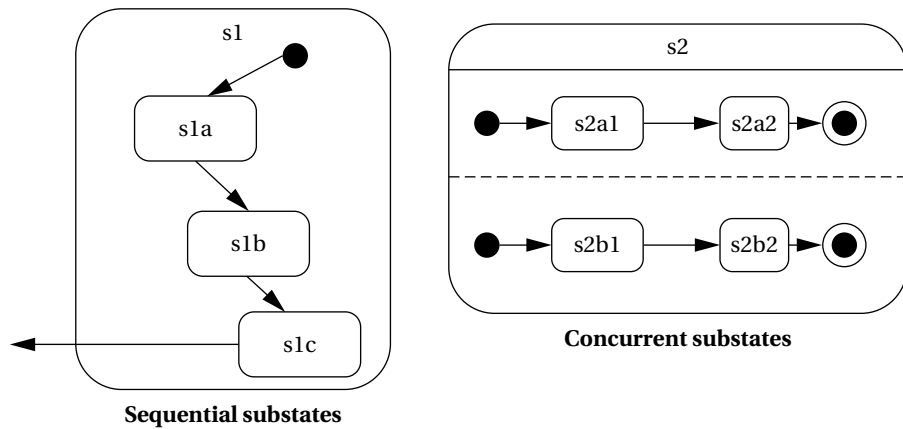 s1
s1a
s1b
s1c
Sequential substates
s2
s2a1
s2a2
s2b1
s2b2
Concurrent substates